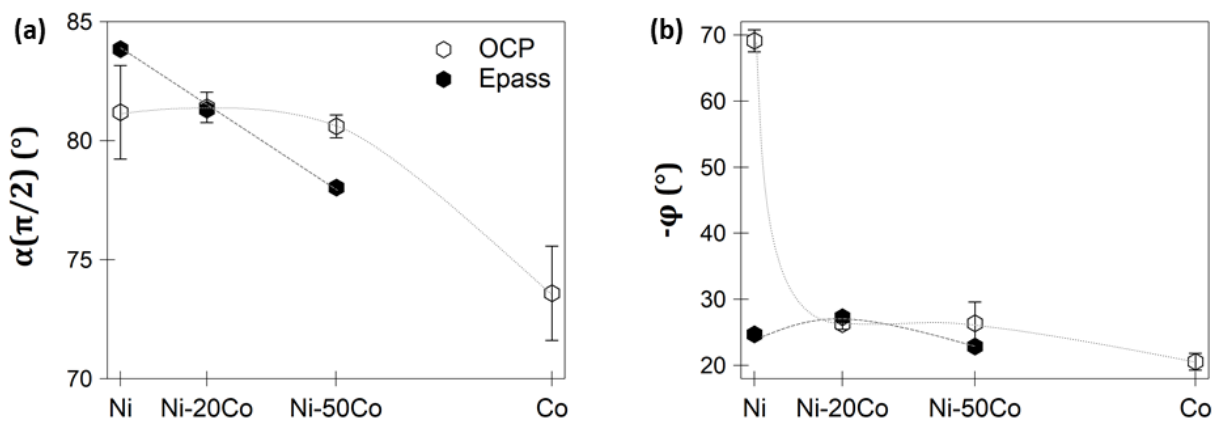 (a)
α(π/2) (°)
85
80
75
70
OCP
Epass
Ni Ni-20Co Ni-50Co Co
(b)
-φ (°)
70
60
50
40
30
20
Ni Ni-20Co Ni-50Co Co